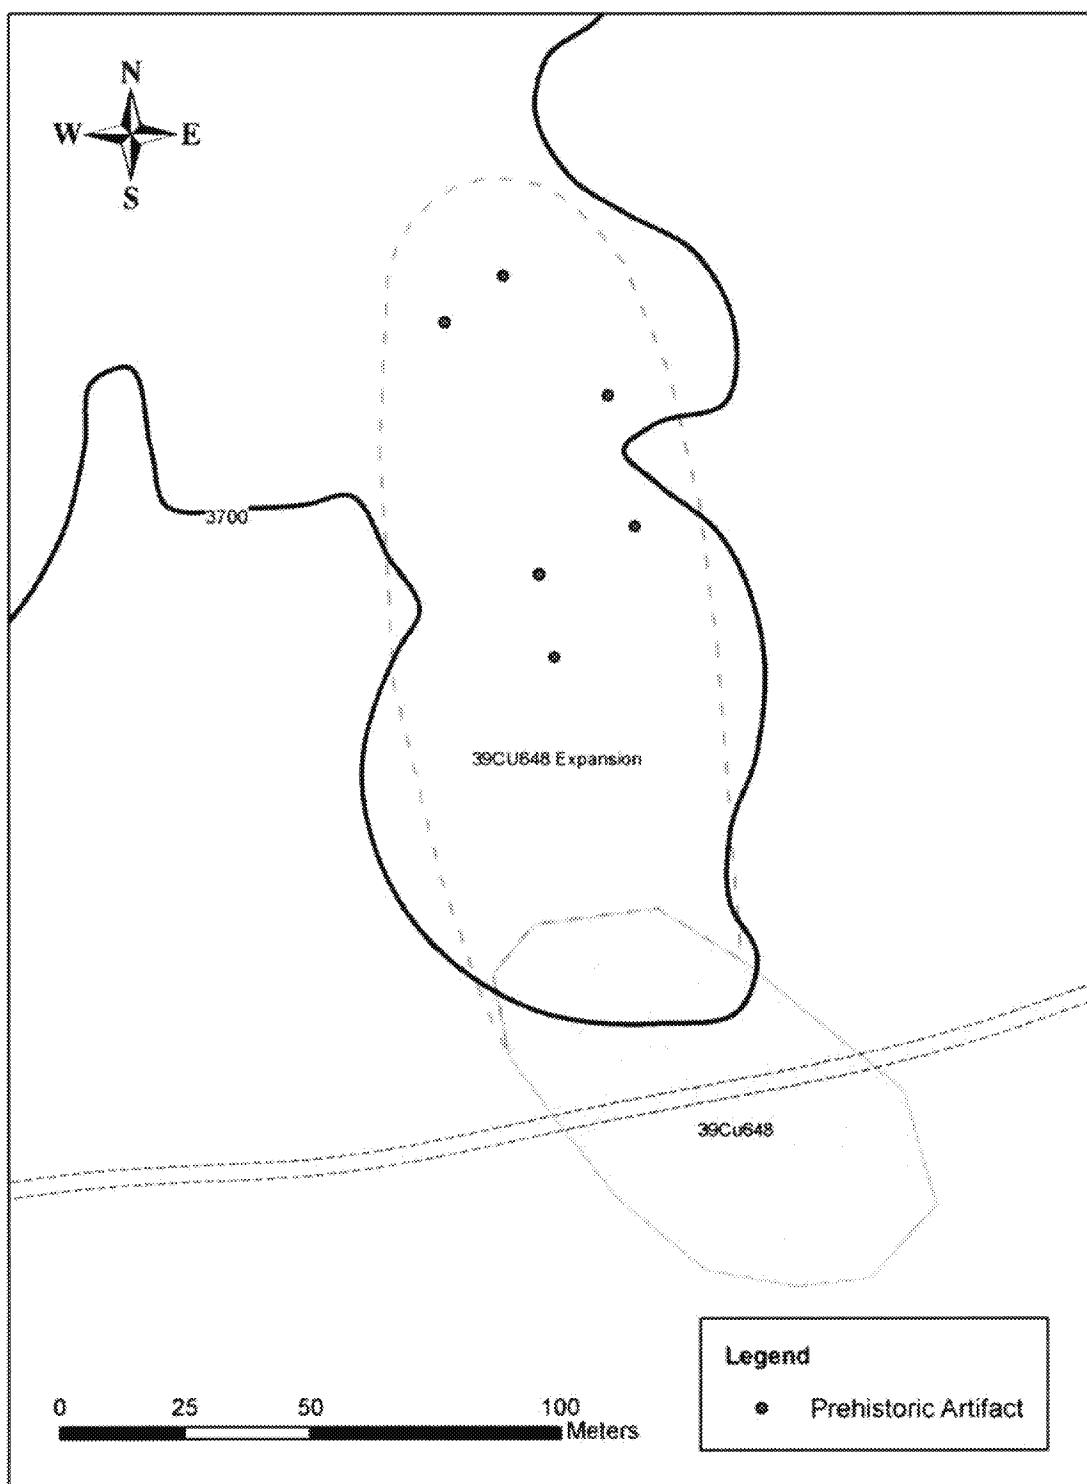 N
W E
S
3700
39CU648 Expansion
39Cu648
Legend
Prehistoric Artifact
0 25 50 100
Meters